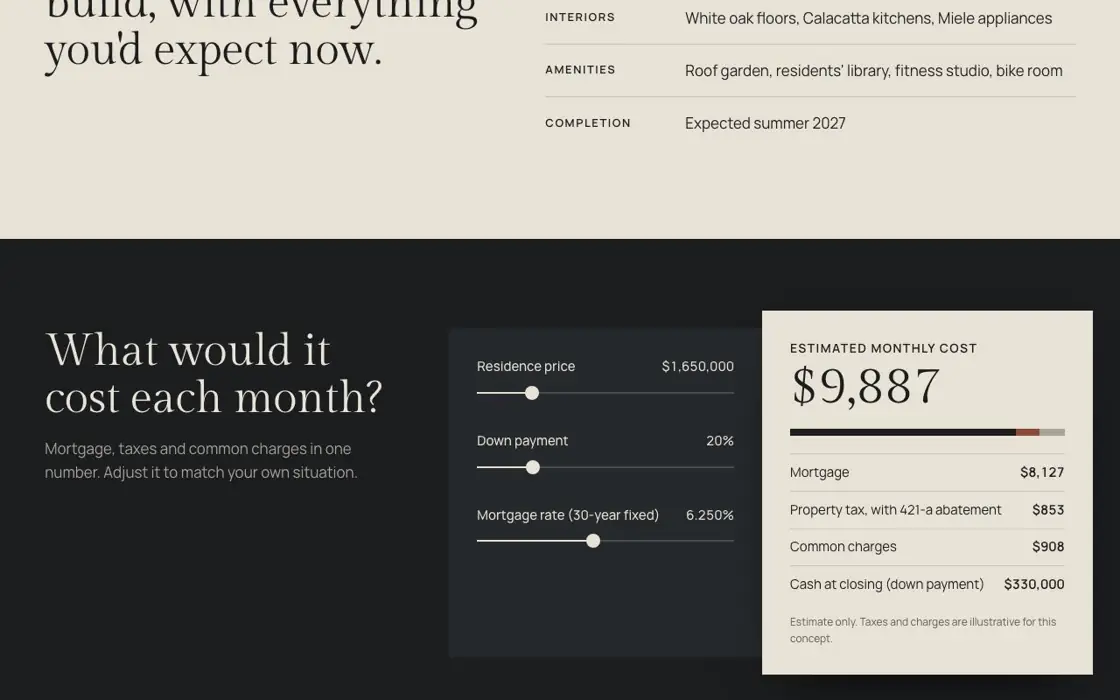 build, with everything
you'd expect now.
INTERIORS White oak floors, Calacatta kitchens, Miele appliances
AMENITIES Roof garden, residents' library, fitness studio, bike room
COMPLETION Expected summer 2027
What would it
cost each month?
Mortgage, taxes and common charges in one
number. Adjust it to match your own situation.
Residence price $1,650,000
Down payment 20%
Mortgage rate (30-year fixed) 6.250%
ESTIMATED MONTHLY COST
$9,887
Mortgage $8,127
Property tax, with 421-a abatement $853
Common charges $908
Cash at closing (down payment) $330,000
Estimate only. Taxes and charges are illustrative for this
concept.